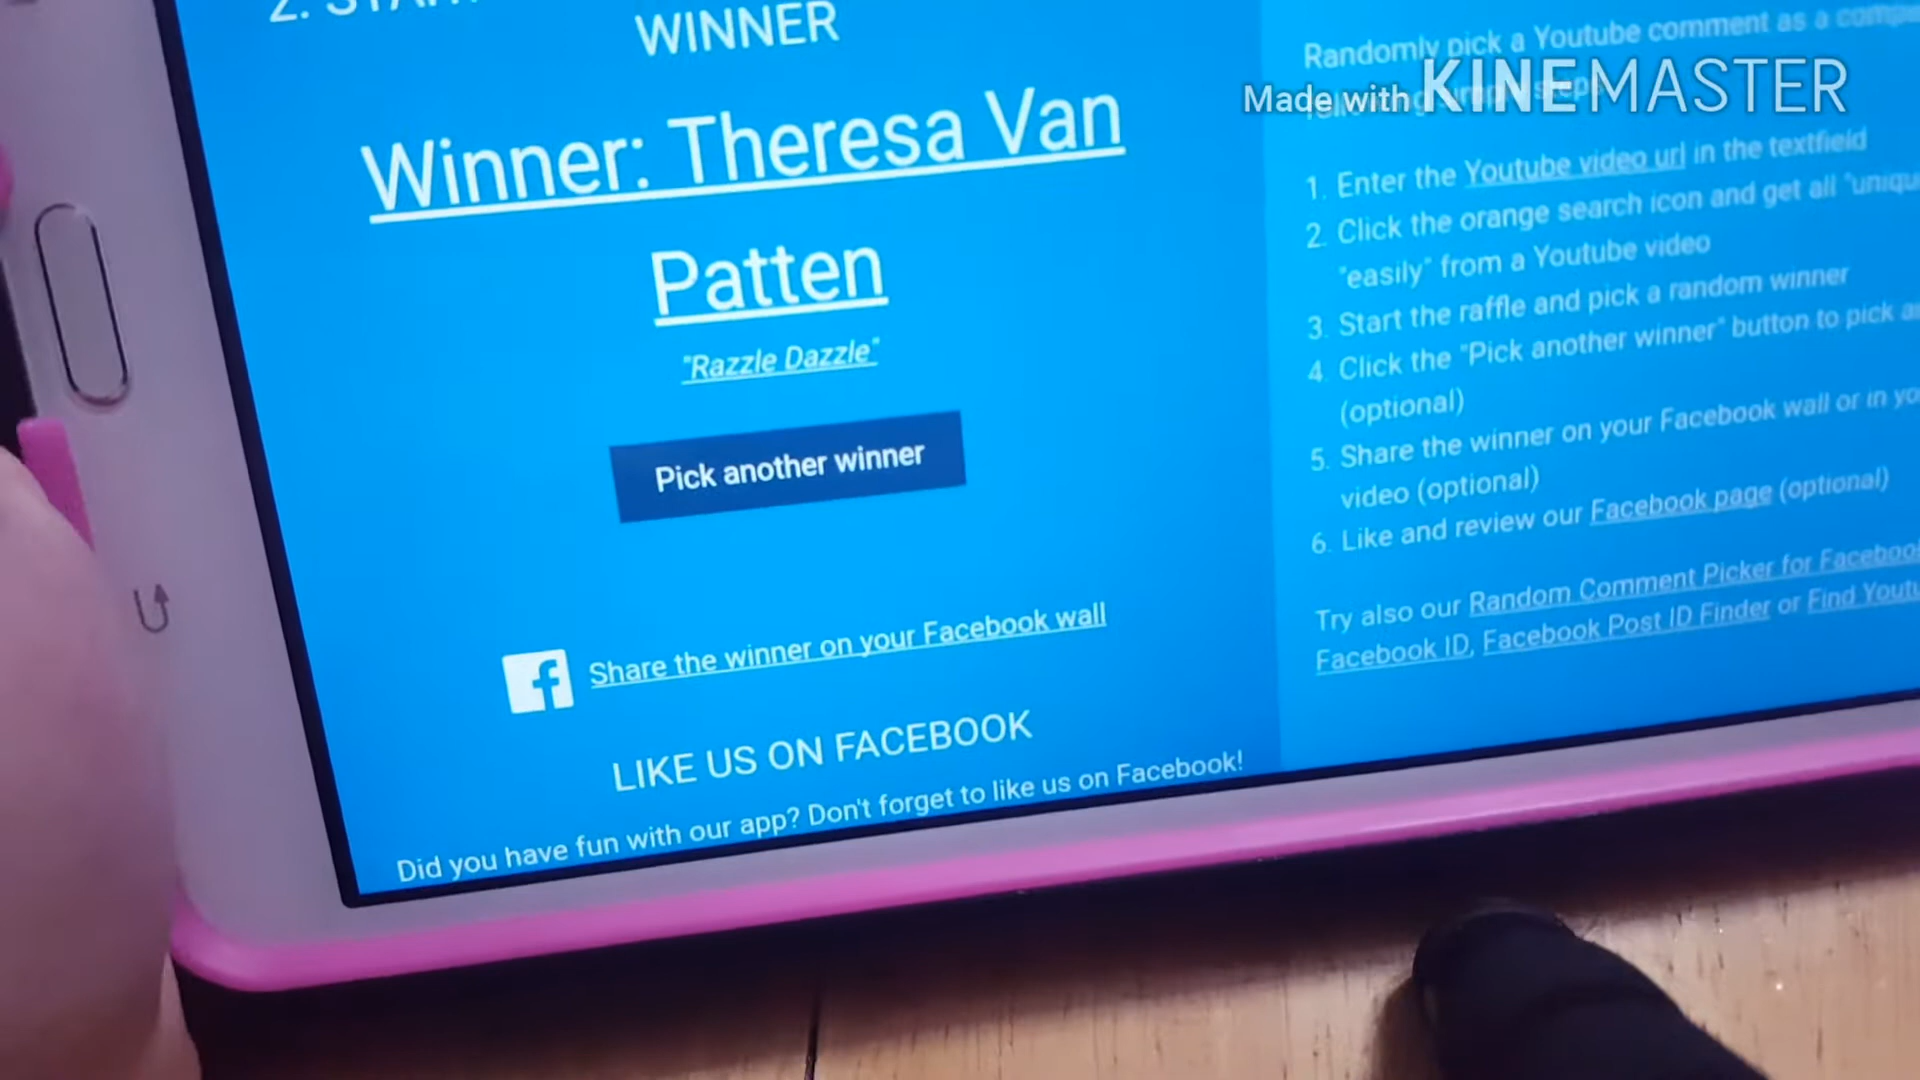 2. START
WINNER
Winner: Theresa Van
Patten
"Razzle Dazzle"
Pick another winner
Share the winner on your Facebook wall
LIKE US ON FACEBOOK
Did you have fun with our app? Don't forget to like us on Facebook!
Made with KINEMASTER
Randomly pick a Youtube comment as a
1. Enter the Youtube video url in the textfield
2. Click the orange search icon and get all
"easily" from a Youtube video
3. Start the raffle and pick a random winner
4. Click the "Pick another winner" button to pick
(optional)
5. Share the winner on your Facebook wall or in
video (optional)
6. Like and review our Facebook page (optional)
Try also our Random Comment Picker for
Facebook ID, Facebook Post ID Finder or Find